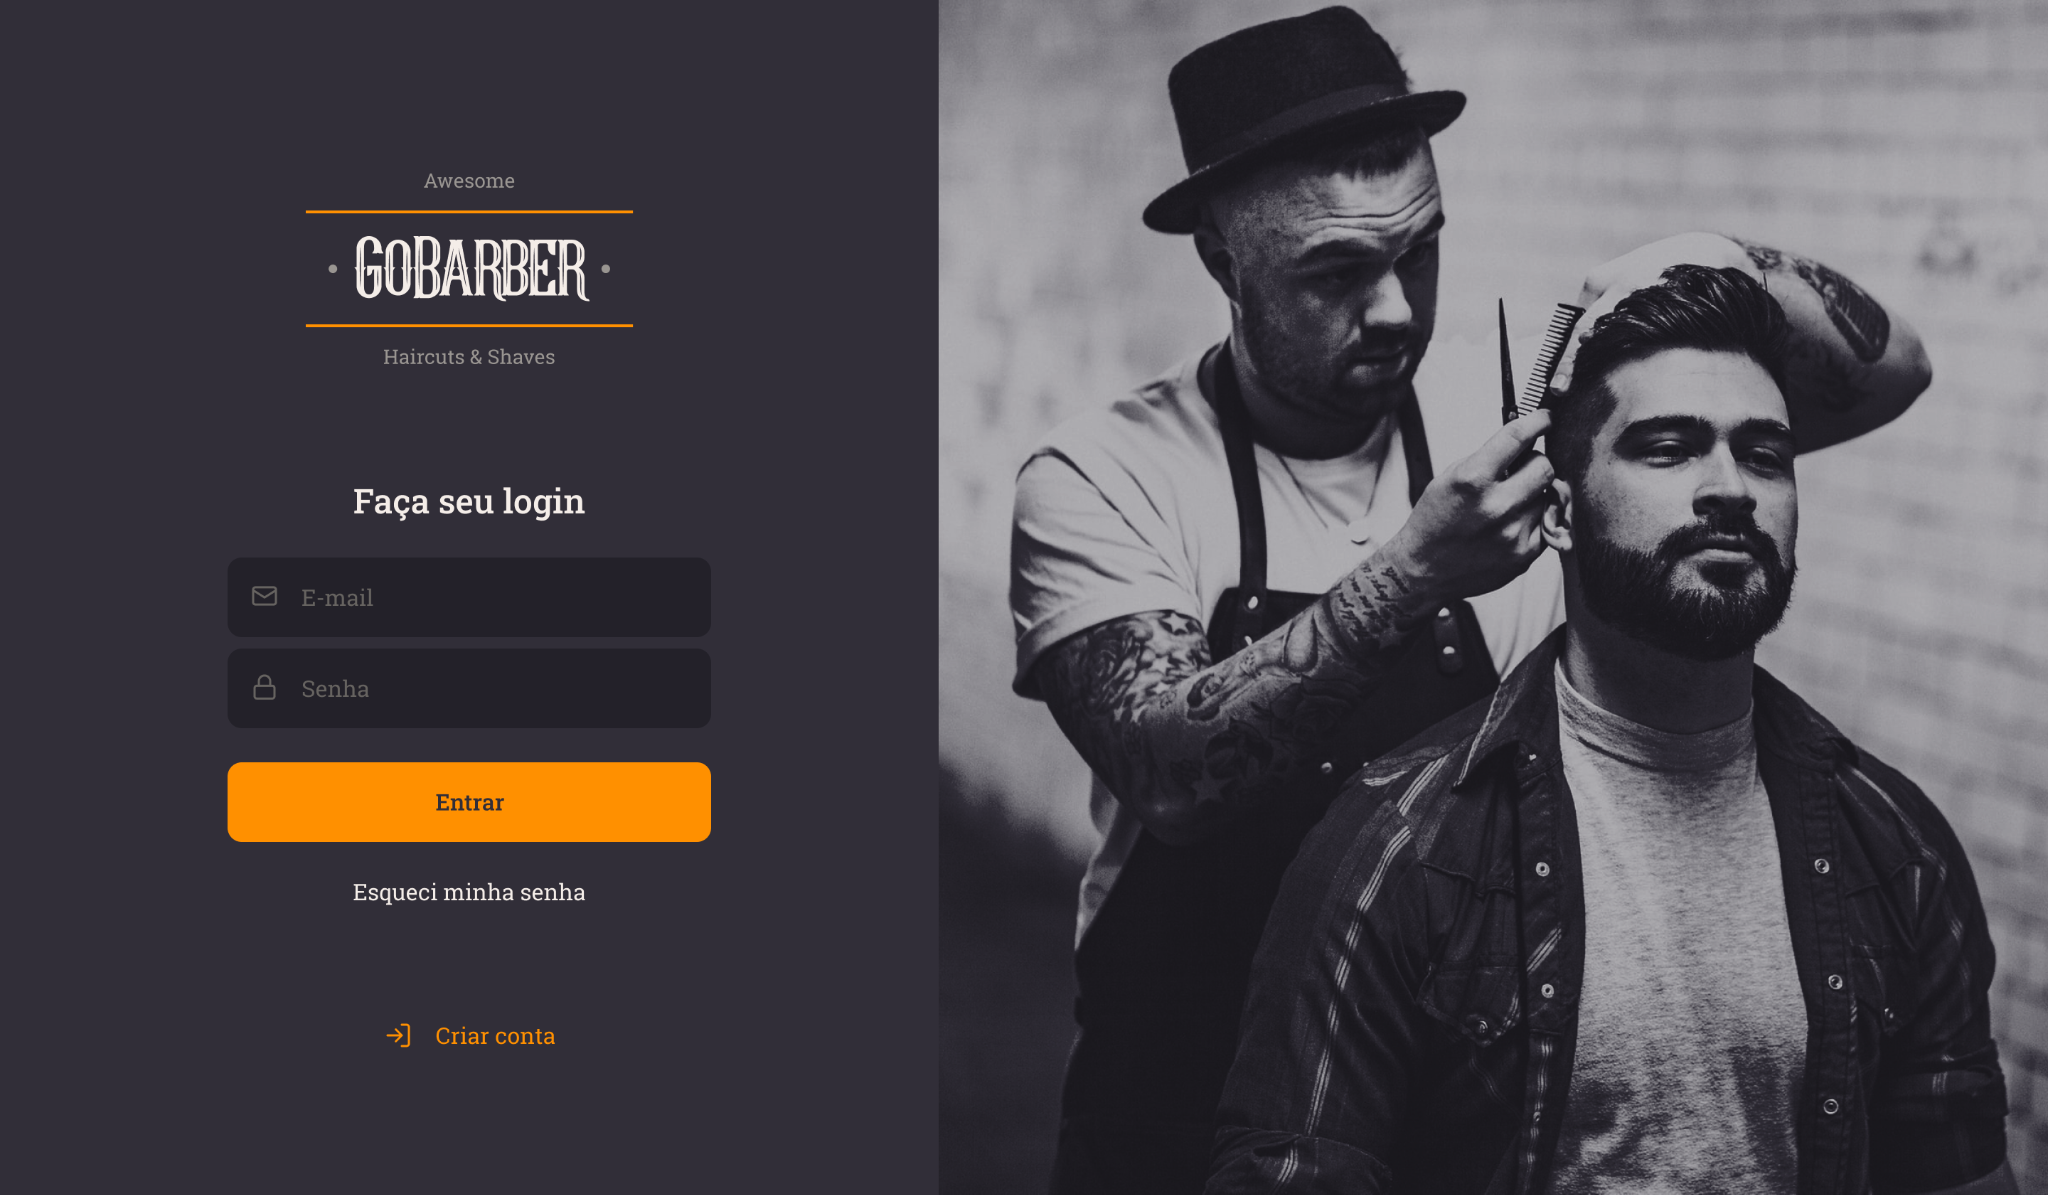 Awesome
GOBARBER
Haircuts & Shaves
Faça seu login
E-mail
Senha
Entrar
Esqueci minha senha
Criar conta